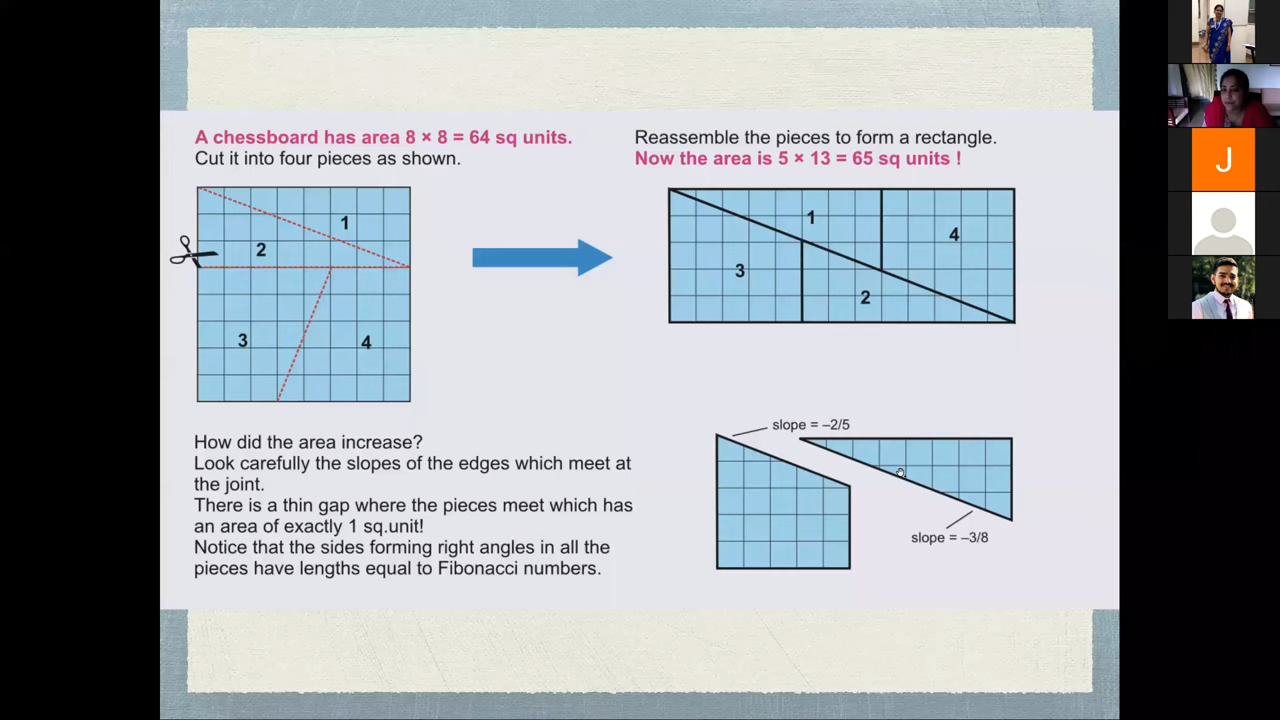 A chessboard has area 8 × 8 = 64 sq units.
Cut it into four pieces as shown.
1
2
3
4
Reassemble the pieces to form a rectangle.
Now the area is 5 × 13 = 65 sq units !
1
4
3
2
How did the area increase?
Look carefully the slopes of the edges which meet at
the joint.
There is a thin gap where the pieces meet which has
an area of exactly 1 sq.unit!
Notice that the sides forming right angles in all the
pieces have lengths equal to Fibonacci numbers.
slope = –2/5
slope = –3/8
J